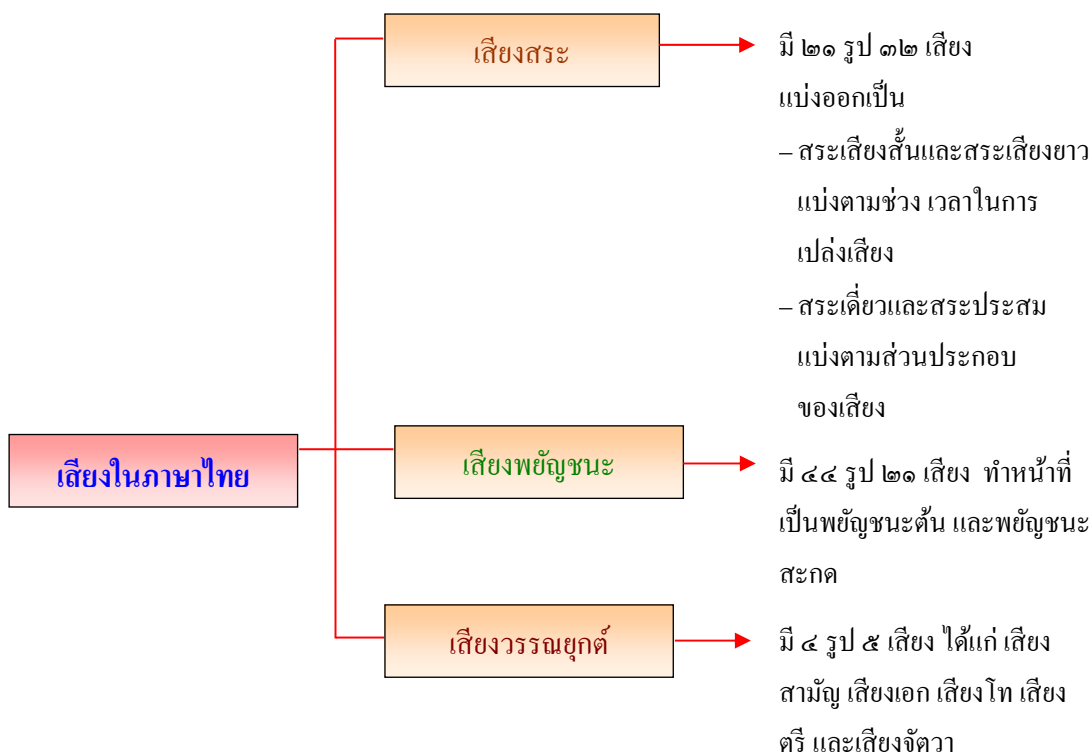 เสียงในภาษาไทย
เสียงสระ
มี ๒๑ รูป ๓๒ เสียง
แบ่งออกเป็น
– สระเสียงสั้นและสระเสียงยาว
แบ่งตามช่วง เวลาในการ
เปล่งเสียง
– สระเดี่ยวและสระประสม
แบ่งตามส่วนประกอบ
ของเสียง
เสียงพยัญชนะ
มี ๔๔ รูป ๒๑ เสียง ทำหน้าที่
เป็นพยัญชนะต้น และพยัญชนะ
สะกด
เสียงวรรณยุกต์
มี ๔ รูป ๕ เสียง ได้แก่ เสียง
สามัญ เสียงเอก เสียงโท เสียง
ตรี และเสียงจัตวา